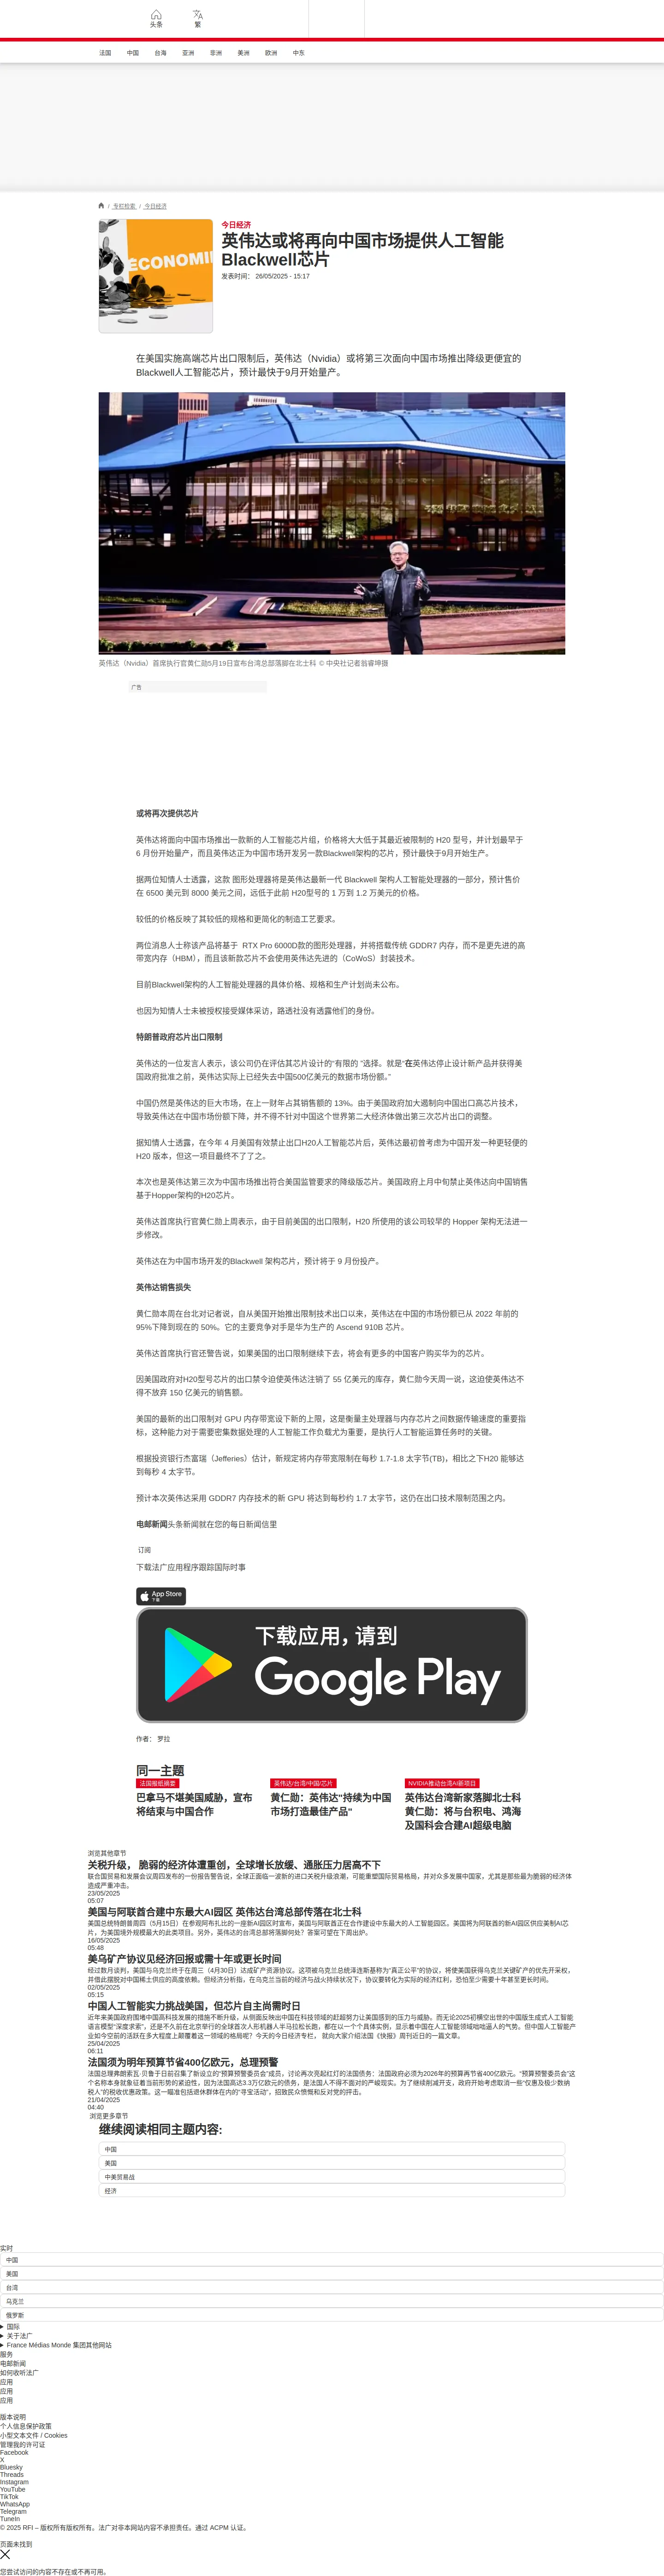 头条
繁
法国
中国
台海
亚洲
非洲
美洲
欧洲
中东
/ 专栏检索 / 今日经济
ECONOMIE
今日经济
英伟达或将再向中国市场提供人工智能
Blackwell芯片
发表时间： 26/05/2025 - 15:17
在美国实施高端芯片出口限制后，英伟达（Nvidia）或将第三次面向中国市场推出降级更便宜的
Blackwell人工智能芯片，预计最快于9月开始量产。
英伟达（Nvidia）首席执行官黄仁勋5月19日宣布台湾总部落脚在北士科 © 中央社记者翁睿坤摄
广告
或将再次提供芯片
英伟达将面向中国市场推出一款新的人工智能芯片组，价格将大大低于其最近被限制的 H20 型号，并计划最早于
6 月份开始量产，而且英伟达正为中国市场开发另一款Blackwell架构的芯片，预计最快于9月开始生产。
据两位知情人士透露，这款 图形处理器将是英伟达最新一代 Blackwell 架构人工智能处理器的一部分，预计售价
在 6500 美元到 8000 美元之间，远低于此前 H20型号的 1 万到 1.2 万美元的价格。
较低的价格反映了其较低的规格和更简化的制造工艺要求。
两位消息人士称该产品将基于 RTX Pro 6000D款的图形处理器，并将搭载传统 GDDR7 内存，而不是更先进的高
带宽内存（HBM)，而且该新款芯片不会使用英伟达先进的（CoWoS）封装技术。
目前Blackwell架构的人工智能处理器的具体价格、规格和生产计划尚未公布。
也因为知情人士未被授权接受媒体采访，路透社没有透露他们的身份。
特朗普政府芯片出口限制
英伟达的一位发言人表示，该公司仍在评估其芯片设计的“有限的 ”选择。就是“在英伟达停止设计新产品并获得美
国政府批准之前，英伟达实际上已经失去中国500亿美元的数据市场份额。”
中国仍然是英伟达的巨大市场，在上一财年占其销售额的 13%。由于美国政府加大遏制向中国出口高芯片技术，
导致英伟达在中国市场份额下降，并不得不针对中国这个世界第二大经济体做出第三次芯片出口的调整。
据知情人士透露，在今年 4 月美国有效禁止出口H20人工智能芯片后，英伟达最初曾考虑为中国开发一种更轻便的
H20 版本，但这一项目最终不了了之。
本次也是英伟达第三次为中国市场推出符合美国监管要求的降级版芯片。美国政府上月中旬禁止英伟达向中国销售
基于Hopper架构的H20芯片。
英伟达首席执行官黄仁勋上周表示，由于目前美国的出口限制，H20 所使用的该公司较早的 Hopper 架构无法进一
步修改。
英伟达在为中国市场开发的Blackwell 架构芯片，预计将于 9 月份投产。
英伟达销售损失
黄仁勋本周在台北对记者说，自从美国开始推出限制技术出口以来，英伟达在中国的市场份额已从 2022 年前的
95%下降到现在的 50%。它的主要竞争对手是华为生产的 Ascend 910B 芯片。
英伟达首席执行官还警告说，如果美国的出口限制继续下去，将会有更多的中国客户购买华为的芯片。
因美国政府对H20型号芯片的出口禁令迫使英伟达注销了 55 亿美元的库存，黄仁勋今天周一说，这迫使英伟达不
得不放弃 150 亿美元的销售额。
美国的最新的出口限制对 GPU 内存带宽设下新的上限，这是衡量主处理器与内存芯片之间数据传输速度的重要指
标，这种能力对于需要密集数据处理的人工智能工作负载尤为重要，是执行人工智能运算任务时的关键。
根据投资银行杰富瑞（Jefferies）估计，新规定将内存带宽限制在每秒 1.7-1.8 太字节(TB)，相比之下H20 能够达
到每秒 4 太字节。
预计本次英伟达采用 GDDR7 内存技术的新 GPU 将达到每秒约 1.7 太字节，这仍在出口技术限制范围之内。
电邮新闻头条新闻就在您的每日新闻信里
订阅
下载法广应用程序跟踪国际时事
App Store
下载
下载应用，请到
Google Play
作者： 罗拉
同一主题
法国报纸摘要
巴拿马不堪美国威胁，宣布
将结束与中国合作
英伟达/台湾/中国/芯片
黄仁勋：英伟达"持续为中国
市场打造最佳产品"
NVIDIA推动台湾AI新项目
英伟达台湾新家落脚北士科
黄仁勋：将与台积电、鸿海
及国科会合建AI超级电脑
浏览其他章节
关税升级， 脆弱的经济体遭重创，全球增长放缓、通胀压力居高不下
联合国贸易和发展会议周四发布的一份报告警告说，全球正面临一波新的进口关税升级浪潮，可能重塑国际贸易格局，并对众多发展中国家，尤其是那些最为脆弱的经济体
造成严重冲击。
23/05/2025
05:07
美国与阿联酋合建中东最大AI园区 英伟达台湾总部传落在北士科
美国总统特朗普周四（5月15日）在参观阿布扎比的一座新AI园区时宣布，美国与阿联酋正在合作建设中东最大的人工智能园区。美国将为阿联酋的新AI园区供应美制AI芯
片，为美国境外规模最大的此类项目。另外，英伟达的台湾总部将落脚何处？答案可望在下周出炉。
16/05/2025
05:48
美乌矿产协议见经济回报或需十年或更长时间
经过数月谈判，美国与乌克兰终于在周三（4月30日）达成矿产资源协议。这项被乌克兰总统泽连斯基称为“真正公平”的协议，将使美国获得乌克兰关键矿产的优先开采权，
并借此摆脱对中国稀土供应的高度依赖。但经济分析指，在乌克兰当前的经济与战火持续状况下，协议要转化为实际的经济红利，恐怕至少需要十年甚至更长时间。
02/05/2025
05:15
中国人工智能实力挑战美国，但芯片自主尚需时日
近年来美国政府围堵中国高科技发展的措施不断升级，从侧面反映出中国在科技领域的赶超努力让美国感到的压力与威胁。而无论2025初横空出世的中国版生成式人工智能
语言模型“深度求索”，还是不久前在北京举行的全球首次人形机器人半马拉松长跑，都在以一个个具体实例，显示着中国在人工智能领域咄咄逼人的气势。但中国人工智能产
业如今空前的活跃在多大程度上颠覆着这一领域的格局呢？今天的今日经济专栏， 就向大家介绍法国《快报》周刊近日的一篇文章。
25/04/2025
06:11
法国须为明年预算节省400亿欧元，总理预警
法国总理弗朗索瓦·贝鲁于日前召集了新设立的“预算预警委员会”成员，讨论再次亮起红灯的法国债务：法国政府必须为2026年的预算再节省400亿欧元。“预算预警委员会”这
个名称本身就象征着当前形势的紧迫性，因为法国高达3.3万亿欧元的债务，是法国人不得不面对的严峻现实。为了继续削减开支，政府开始考虑取消一些“仅惠及极少数纳
税人”的税收优惠政策。这一瞄准包括退休群体在内的“寻宝活动”，招致民众愤慨和反对党的抨击。
21/04/2025
04:40
浏览更多章节
继续阅读相同主题内容:
中国
美国
中美贸易战
经济
实时
中国
美国
台湾
乌克兰
俄罗斯
国际
关于法广
France Médias Monde 集团其他网站
服务
电邮新闻
如何收听法广
应用
应用
应用
版本说明
个人信息保护政策
小型文本文件 / Cookies
管理我的许可证
Facebook
X
Bluesky
Threads
Instagram
YouTube
TikTok
WhatsApp
Telegram
TuneIn
© 2025 RFI – 版权所有版权所有。法广对非本网站内容不承担责任。通过 ACPM 认证。
页面未找到
您尝试访问的内容不存在或不再可用。